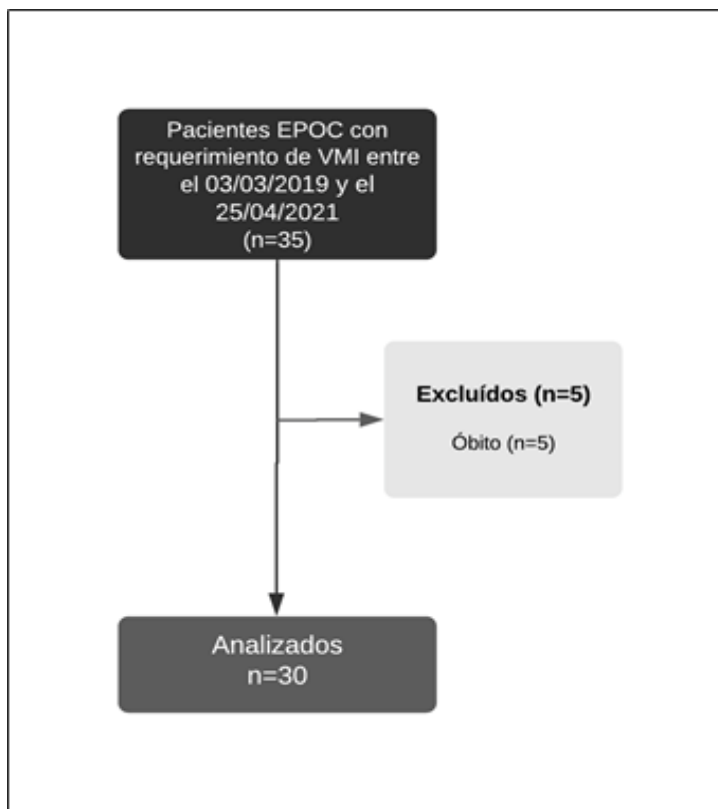 Pacientes EPOC con
requerimiento de VMI entre
el 03/03/2019 y el
25/04/2021
(n=35)
Excluídos (n=5)
Óbito (n=5)
Analizados
n=30